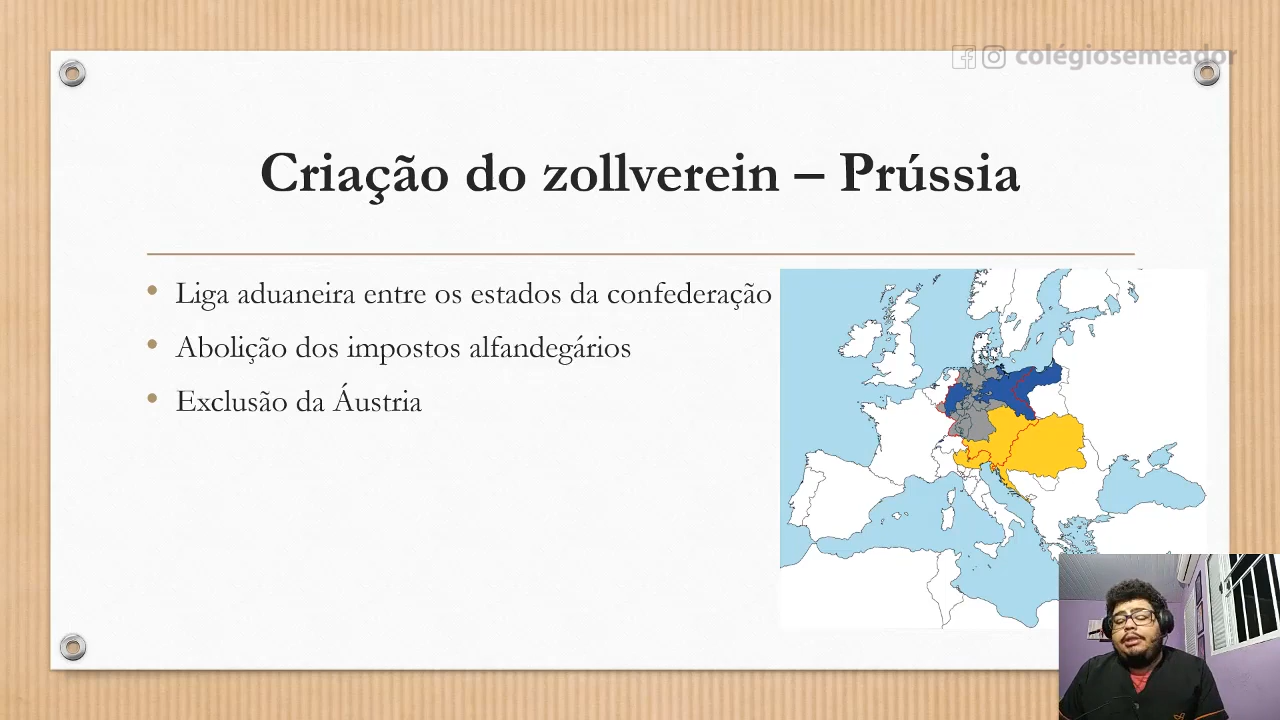 colégiosemeador
Criação do zollverein – Prússia
• Liga aduaneira entre os estados da confederação
• Abolição dos impostos alfandegários
• Exclusão da Áustria